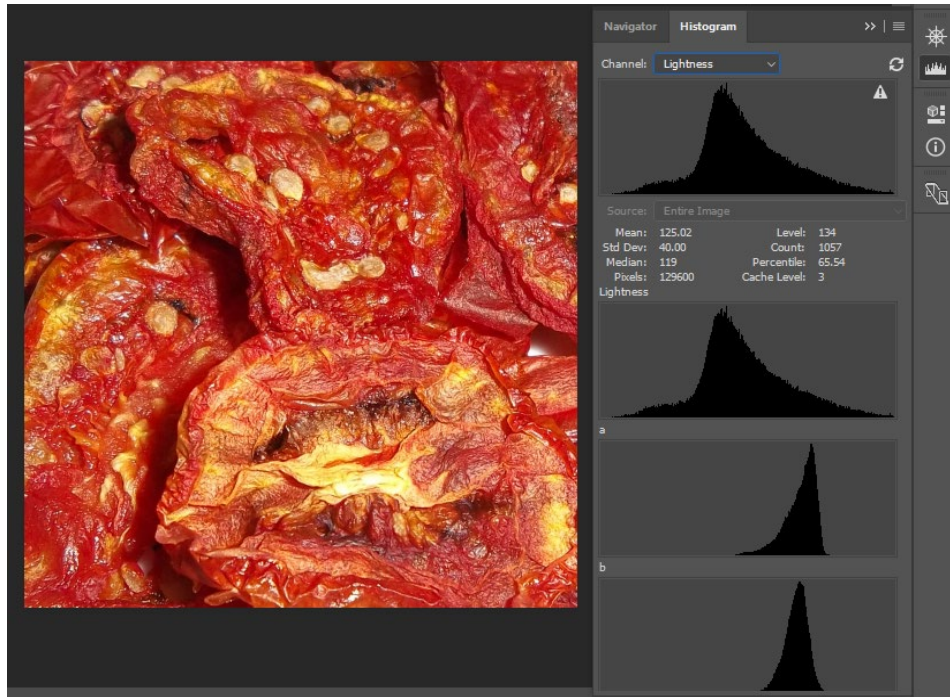 Navigator Histogram
Channel: Lightness
Source: Entire Image
Mean: 125.02 Level: 134
Std Dev: 40.00 Count: 1057
Median: 119 Percentile: 65.54
Pixels: 129600 Cache Level: 3
Lightness
a
b